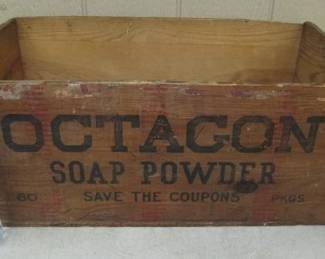 OCTAGON
SOAP POWDER
60 SAVE THE COUPONS PKGS